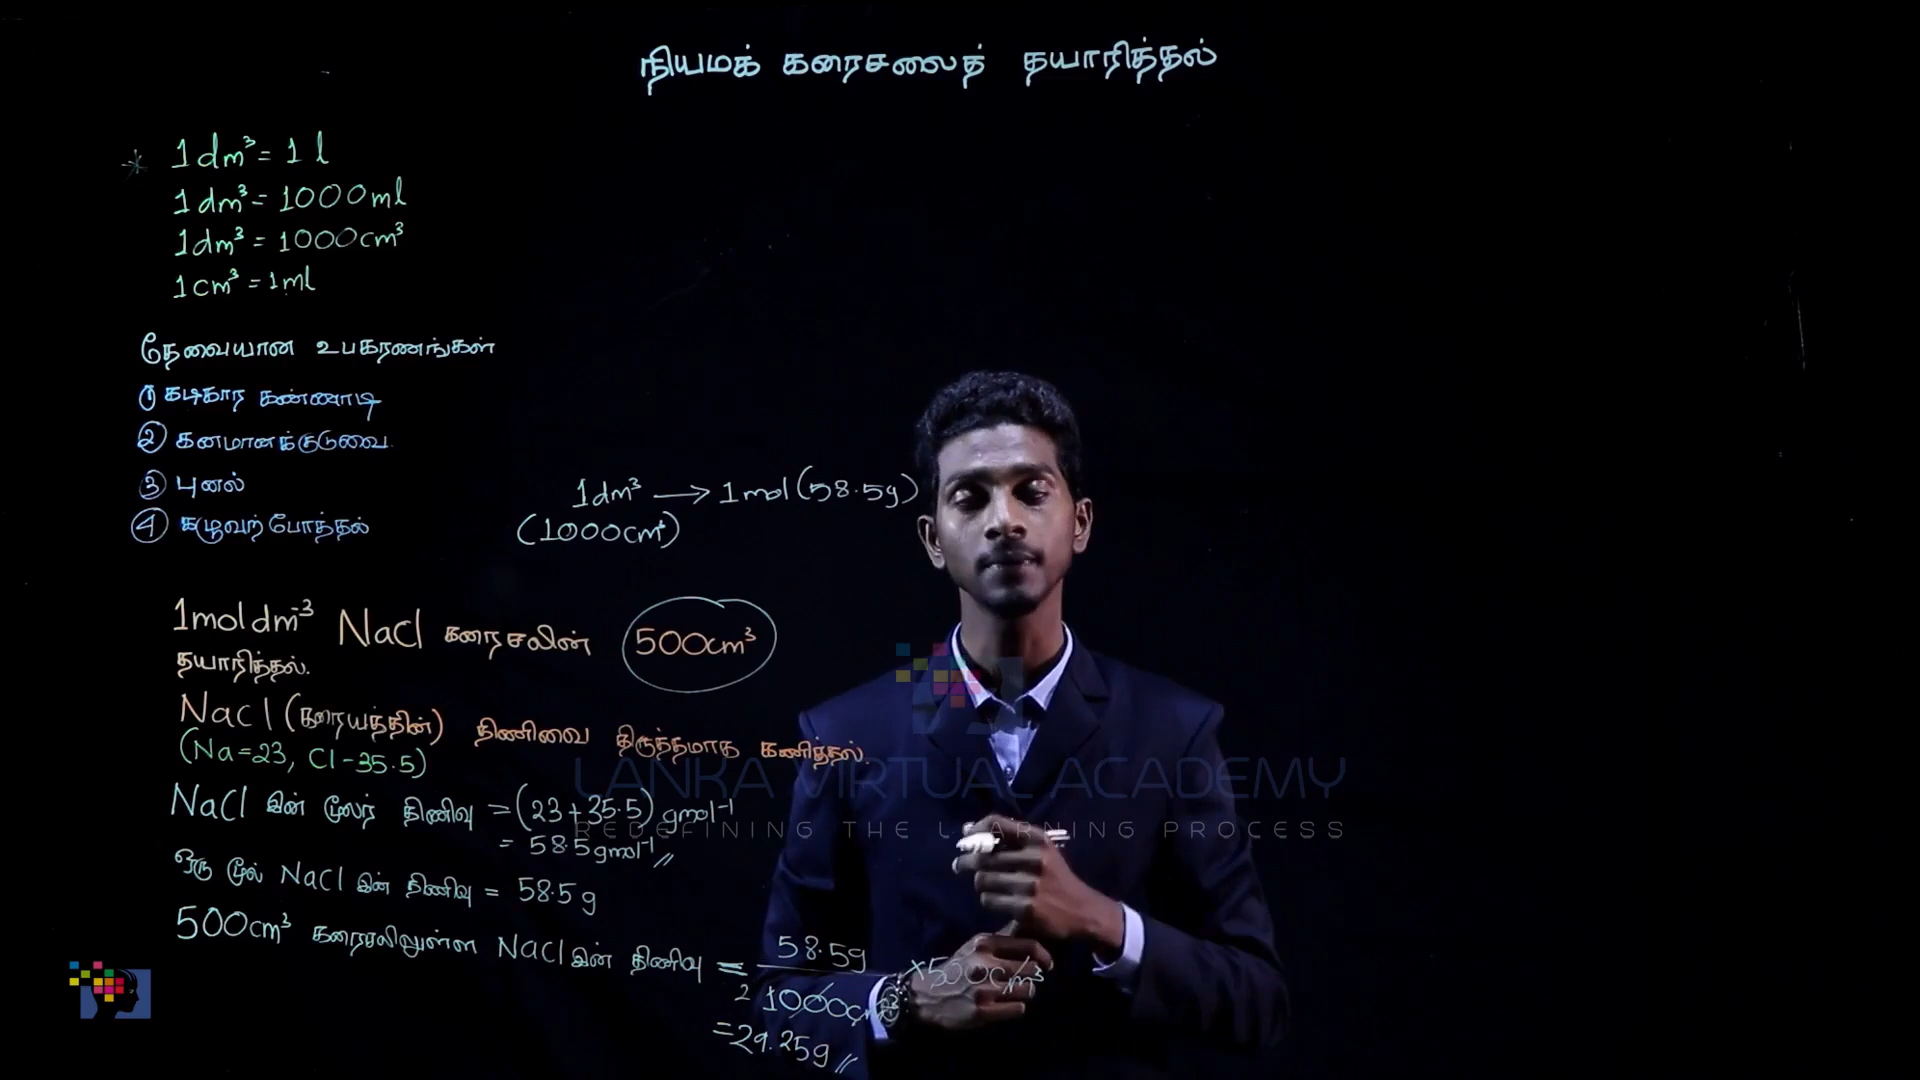 நியமக் கரைசலைத் தயாரித்தல்
* 1dm³ = 1 l
1dm³ = 1000ml
1dm³ = 1000cm³
1cm³ = 1ml
தேவையான உபகரணங்கள்
① கடிகார கண்ணாடி
② கனமானக்குடுவை.
③ புனல்
④ கழுவற்போத்தல்
1dm³ → 1mol (58.5g)
(1000cm³)
1moldm⁻³ NaCl கரைசலின் 500cm³
தயாரித்தல்.
NaCl (கரையத்தின்) திணிவை திருத்தமாக கணித்தல்.
(Na=23, Cl-35.5)
NaCl இன் மூலர் திணிவு = (23+35.5) gmol⁻¹
= 58.5gmol⁻¹//
ஒரு மூல் NaCl இன் திணிவு = 58.5g
500cm³ கரைசலிலுள்ள NaCl இன் திணிவு = 58.5g / 1000cm³ × 500cm³
2
= 29.25g //
LANKA VIRTUAL ACADEMY
REDEFINING THE LEARNING PROCESS